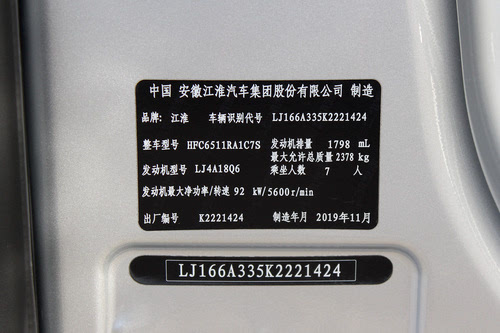 中国 安徽江淮汽车集团股份有限公司 制造
品牌: 江淮 车辆识别代号 LJ166A335K2221424
整车型号 HFC6511RA1C7S 发动机排量 1798 mL
最大允许总质量 2378 kg
发动机型号 LJ4A18Q6 乘坐人数 7 人
发动机最大净功率/转速 92 kW/5600r/min
出厂编号 K2221424 制造年月 2019年11月
LJ166A335K2221424